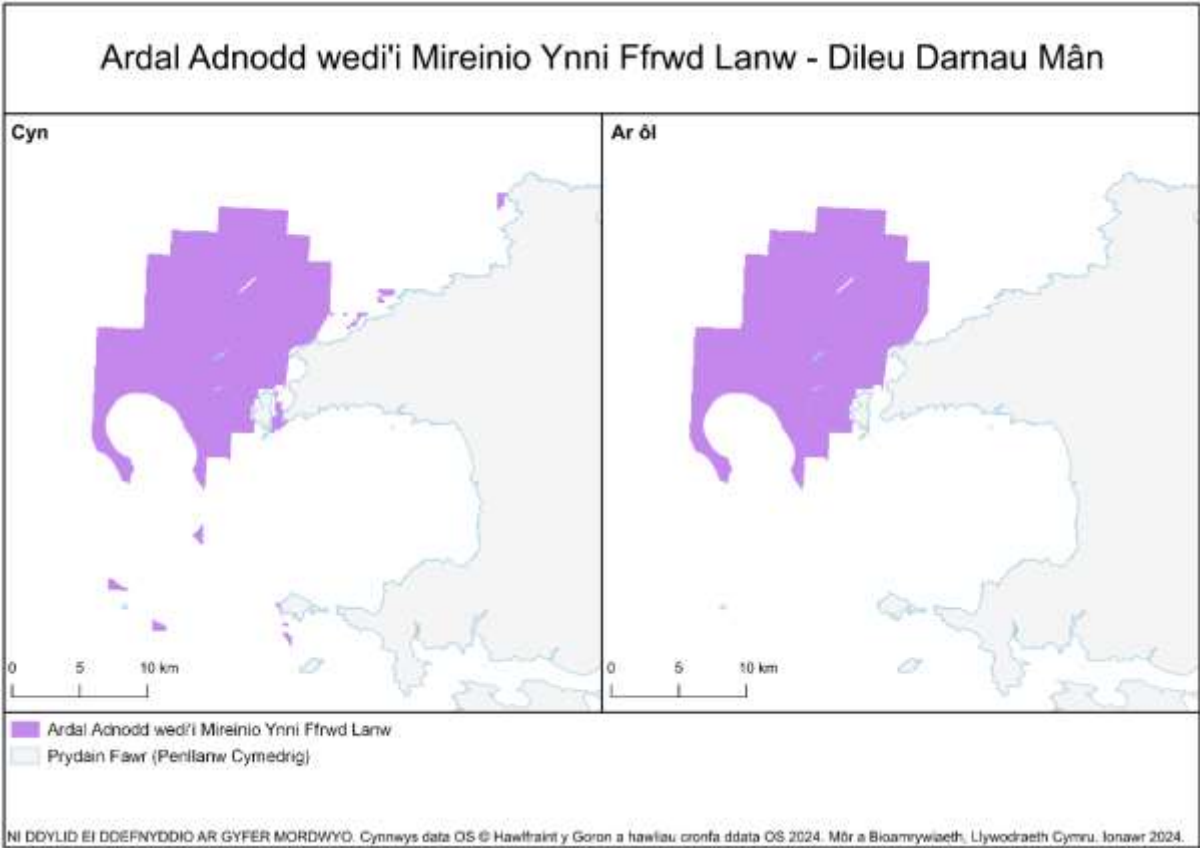 Ardal Adnodd wedi'i Mireinio Ynni Ffrwd Lanw - Dileu Darnau Mân
Cyn
Ar ôl
0 5 10 km
0 5 10 km
Ardal Adnodd wedi'i Mireinio Ynni Ffrwd Lanw
Prydain Fawr (Penllanw Cymedrig)
NI DDYLID EI DDEFNYDDIO AR GYFER MORDWYO. Cynnwys data OS © Hawlfraint y Goron a hawliau cronfa ddata OS 2024. Môr a Bioamrywiaeth, Llywodraeth Cymru. Ionawr 2024.